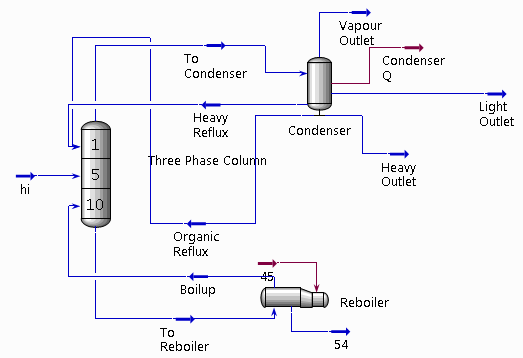 Vapour
Outlet
To
Condenser
Condenser
Q
Light
Outlet
Heavy
Reflux
Condenser
1
Three Phase Column
Heavy
Outlet
5
hi
10
Organic
Reflux
45
Boilup
Reboiler
To
Reboiler
54